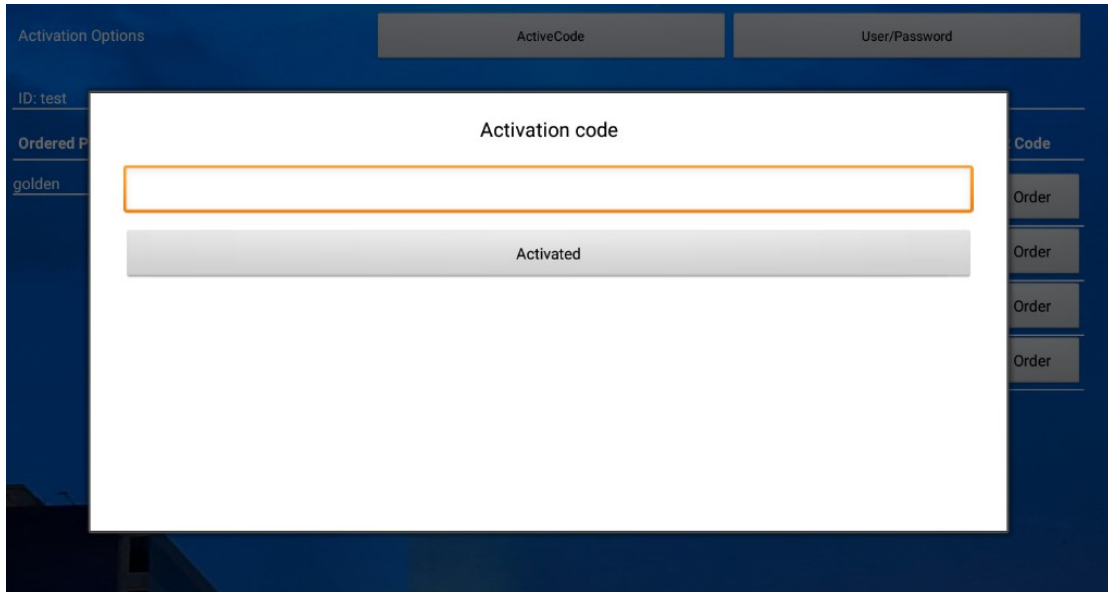 Activation Options
ActiveCode
User/Password
ID: test
Activation code
Ordered P
Code
golden
Order
Activated
Order
Order
Order